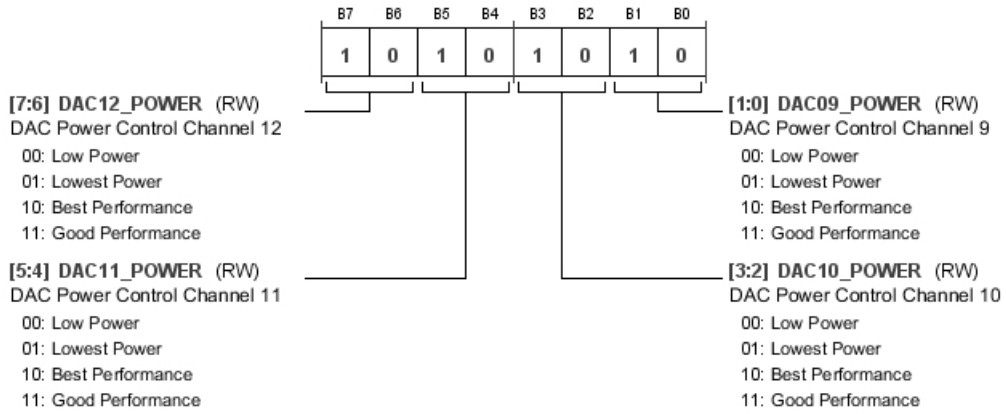 B7 B6 B5 B4 B3 B2 B1 B0
1 0 1 0 1 0 1 0
[7:6] DAC12_POWER (RW)
DAC Power Control Channel 12
00: Low Power
01: Lowest Power
10: Best Performance
11: Good Performance
[5:4] DAC11_POWER (RW)
DAC Power Control Channel 11
00: Low Power
01: Lowest Power
10: Best Performance
11: Good Performance
[1:0] DAC09_POWER (RW)
DAC Power Control Channel 9
00: Low Power
01: Lowest Power
10: Best Performance
11: Good Performance
[3:2] DAC10_POWER (RW)
DAC Power Control Channel 10
00: Low Power
01: Lowest Power
10: Best Performance
11: Good Performance